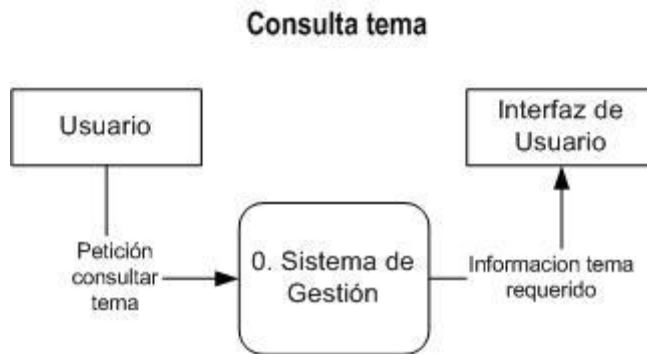 Consulta tema
Usuario
Interfaz de
Usuario
Petición
consultar
tema
0. Sistema de
Gestión
Informacion tema
requerido